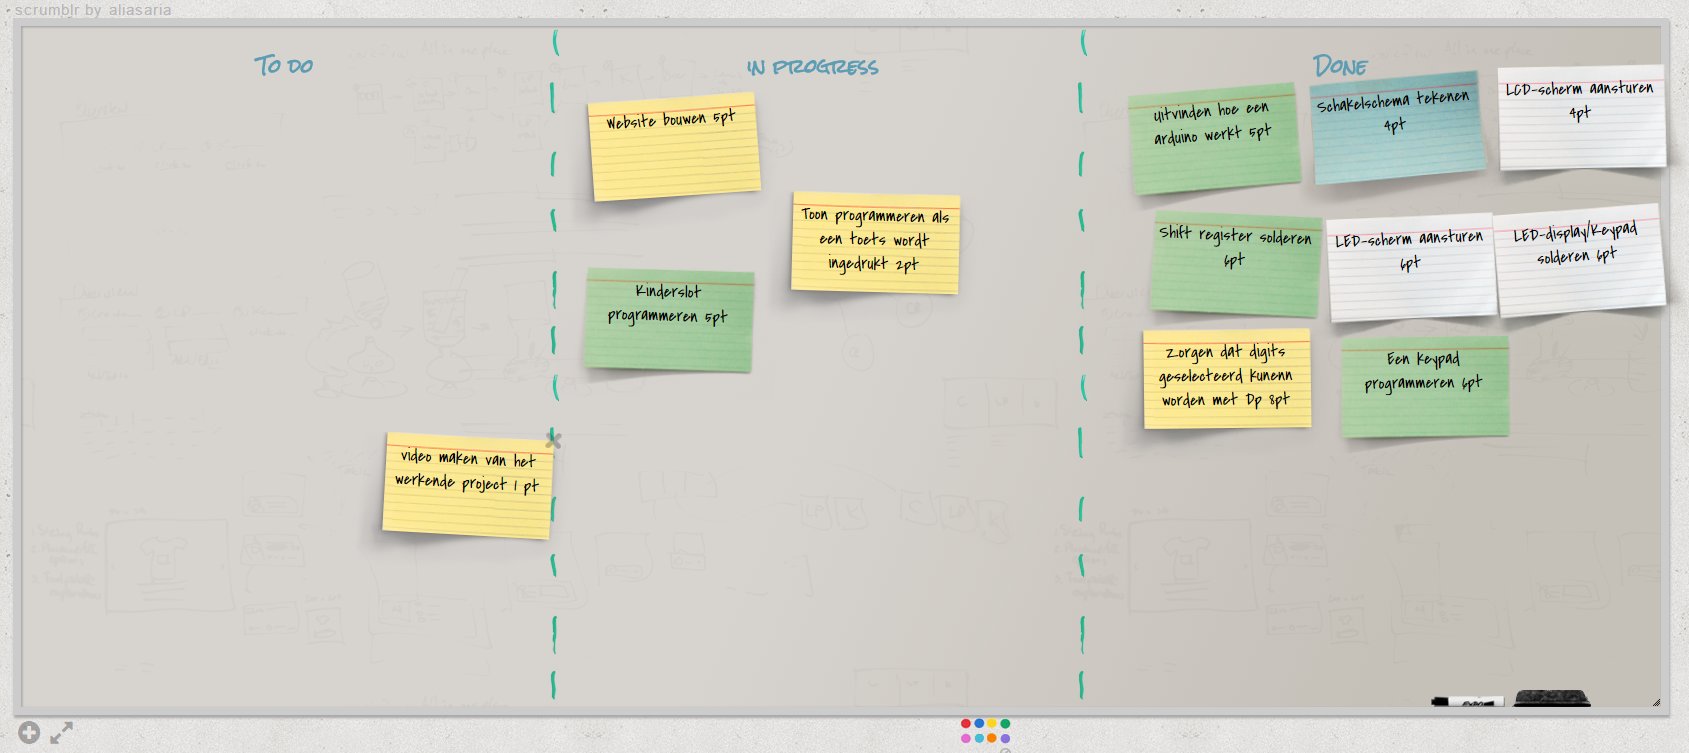 scrumblr by aliasaria
To do
in progress
Done
Website bouwen 5pt
Toon programmeren als
een toets wordt
ingedrukt 2pt
Kinderslot
programmeren 5pt
video maken van het
werkende project 1 pt
Uitvinden hoe een
arduino werkt 5pt
Schakelschema tekenen
4pt
LCD-scherm aansturen
4pt
Shift register solderen
6pt
LED-scherm aansturen
6pt
LED-display/Keypad
solderen 6pt
Zorgen dat digits
geselecteerd kunenn
worden met Dp 8pt
Een Keypad
programmeren 6pt